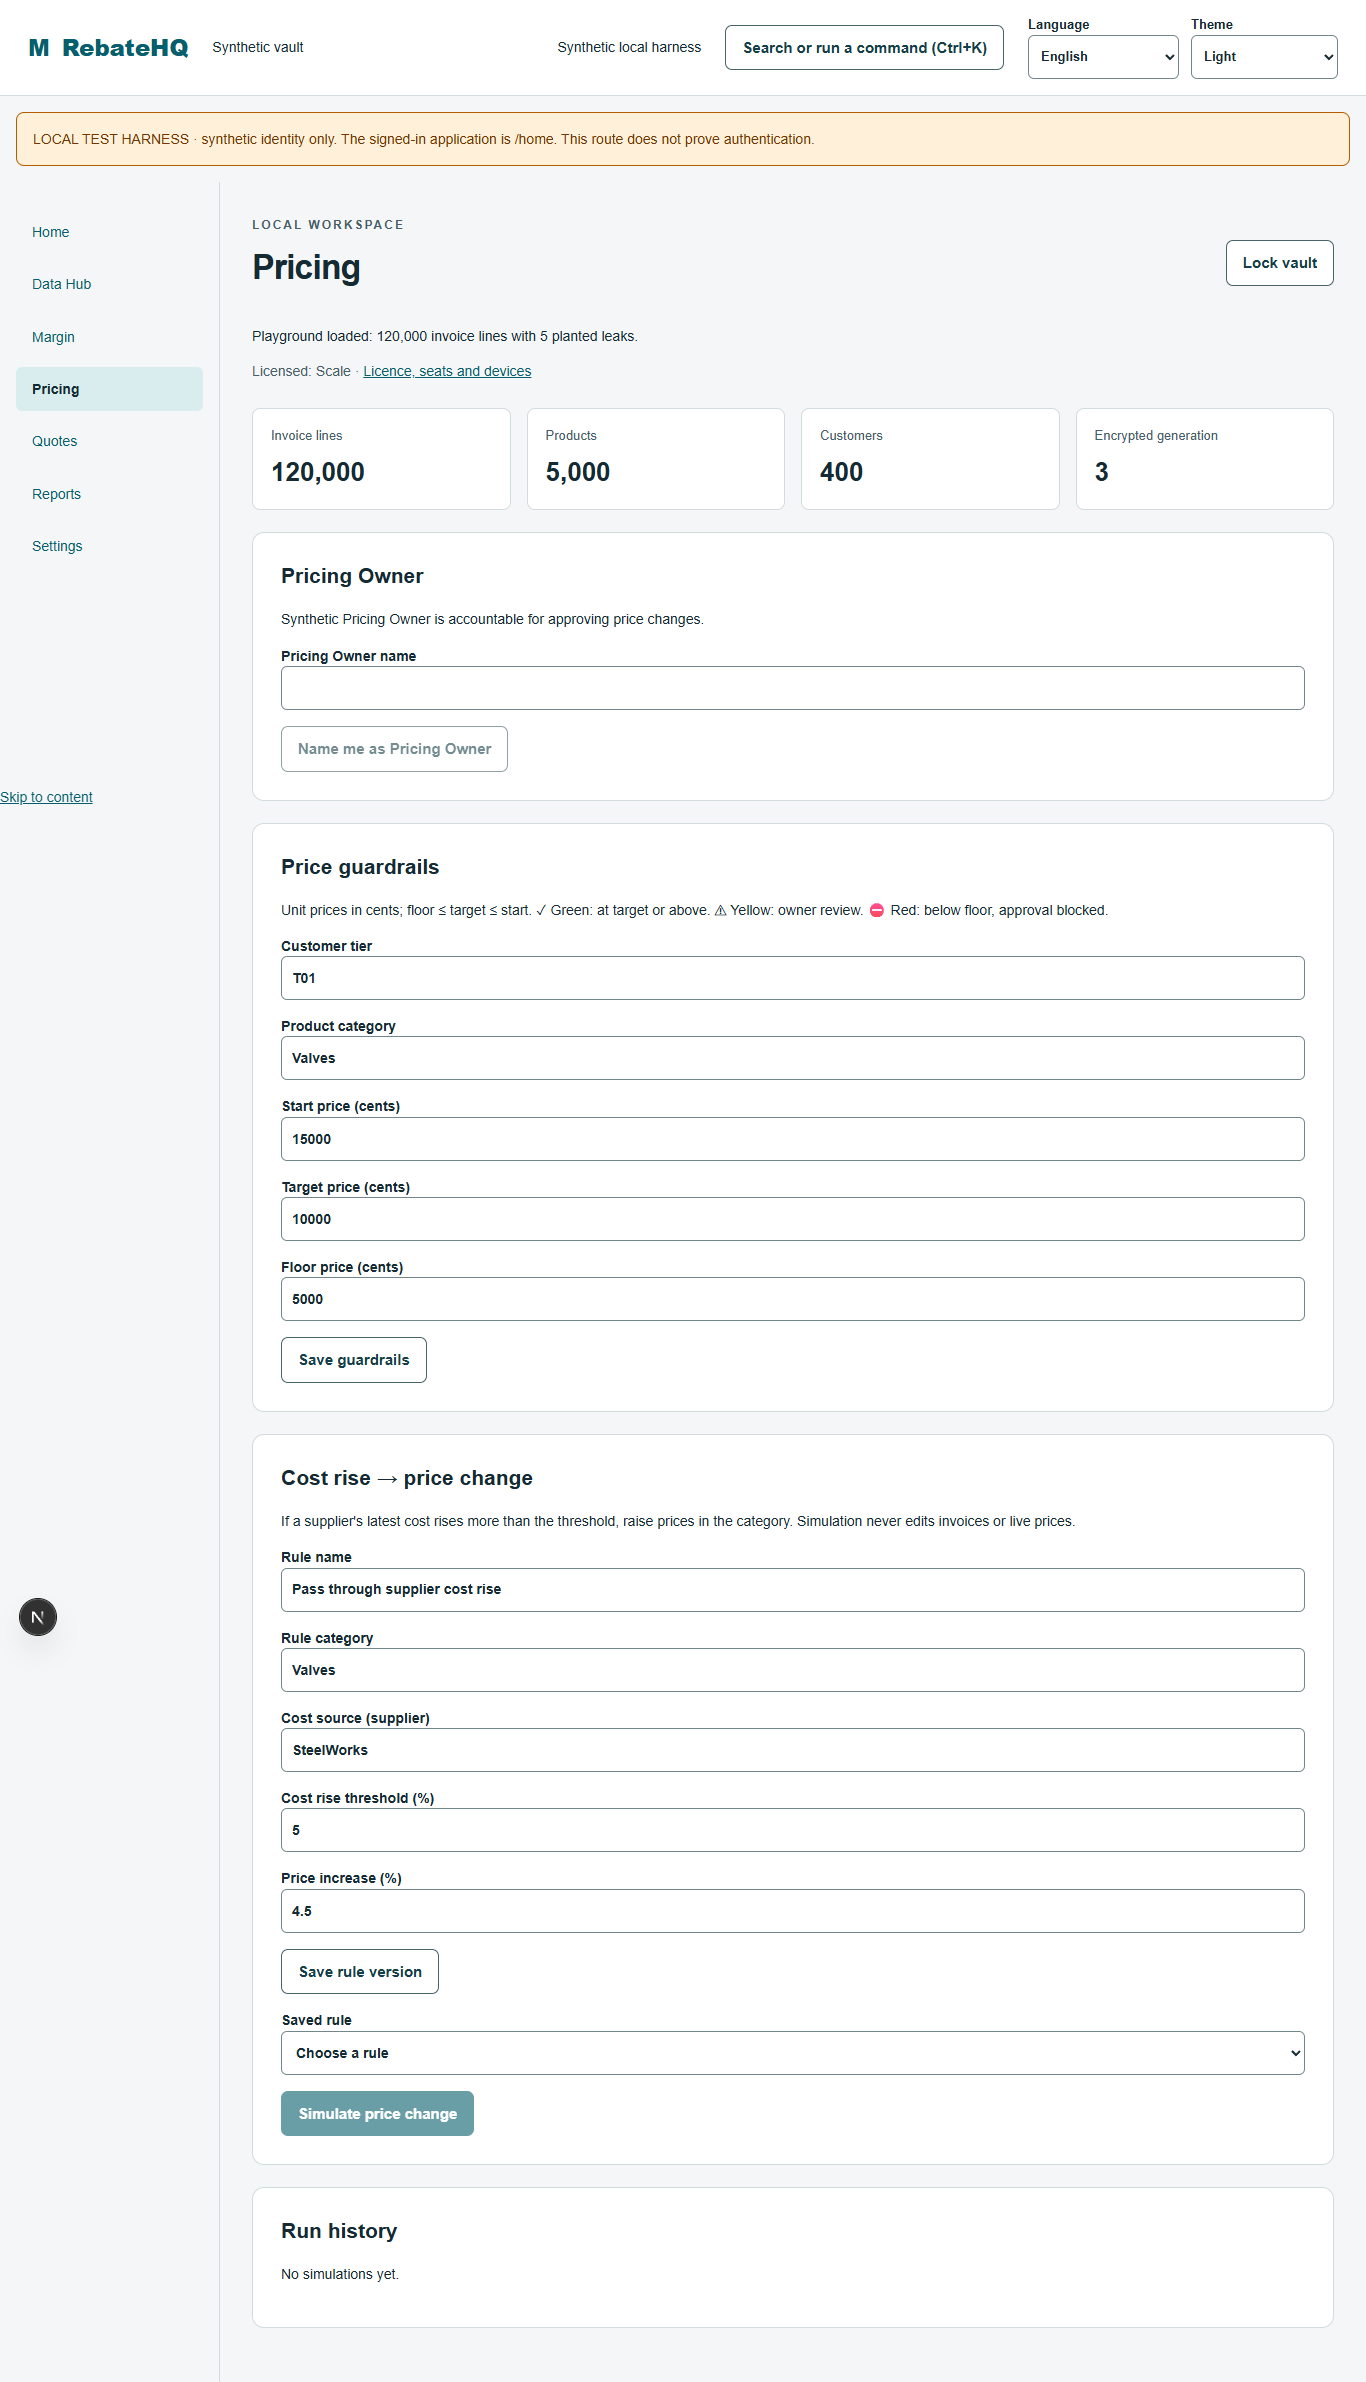 M RebateHQ
Synthetic vault
Synthetic local harness
Search or run a command (Ctrl+K)
Language
English
Theme
Light
LOCAL TEST HARNESS · synthetic identity only. The signed-in application is /home. This route does not prove authentication.
Home
Data Hub
Margin
Pricing
Quotes
Reports
Settings
Skip to content
N
LOCAL WORKSPACE
Pricing
Lock vault
Playground loaded: 120,000 invoice lines with 5 planted leaks.
Licensed: Scale · Licence, seats and devices
Invoice lines
120,000
Products
5,000
Customers
400
Encrypted generation
3
Pricing Owner
Synthetic Pricing Owner is accountable for approving price changes.
Pricing Owner name
Name me as Pricing Owner
Price guardrails
Unit prices in cents; floor ≤ target ≤ start. ✓ Green: at target or above. ⚠ Yellow: owner review. ⛔ Red: below floor, approval blocked.
Customer tier
T01
Product category
Valves
Start price (cents)
15000
Target price (cents)
10000
Floor price (cents)
5000
Save guardrails
Cost rise → price change
If a supplier's latest cost rises more than the threshold, raise prices in the category. Simulation never edits invoices or live prices.
Rule name
Pass through supplier cost rise
Rule category
Valves
Cost source (supplier)
SteelWorks
Cost rise threshold (%)
5
Price increase (%)
4.5
Save rule version
Saved rule
Choose a rule
Simulate price change
Run history
No simulations yet.